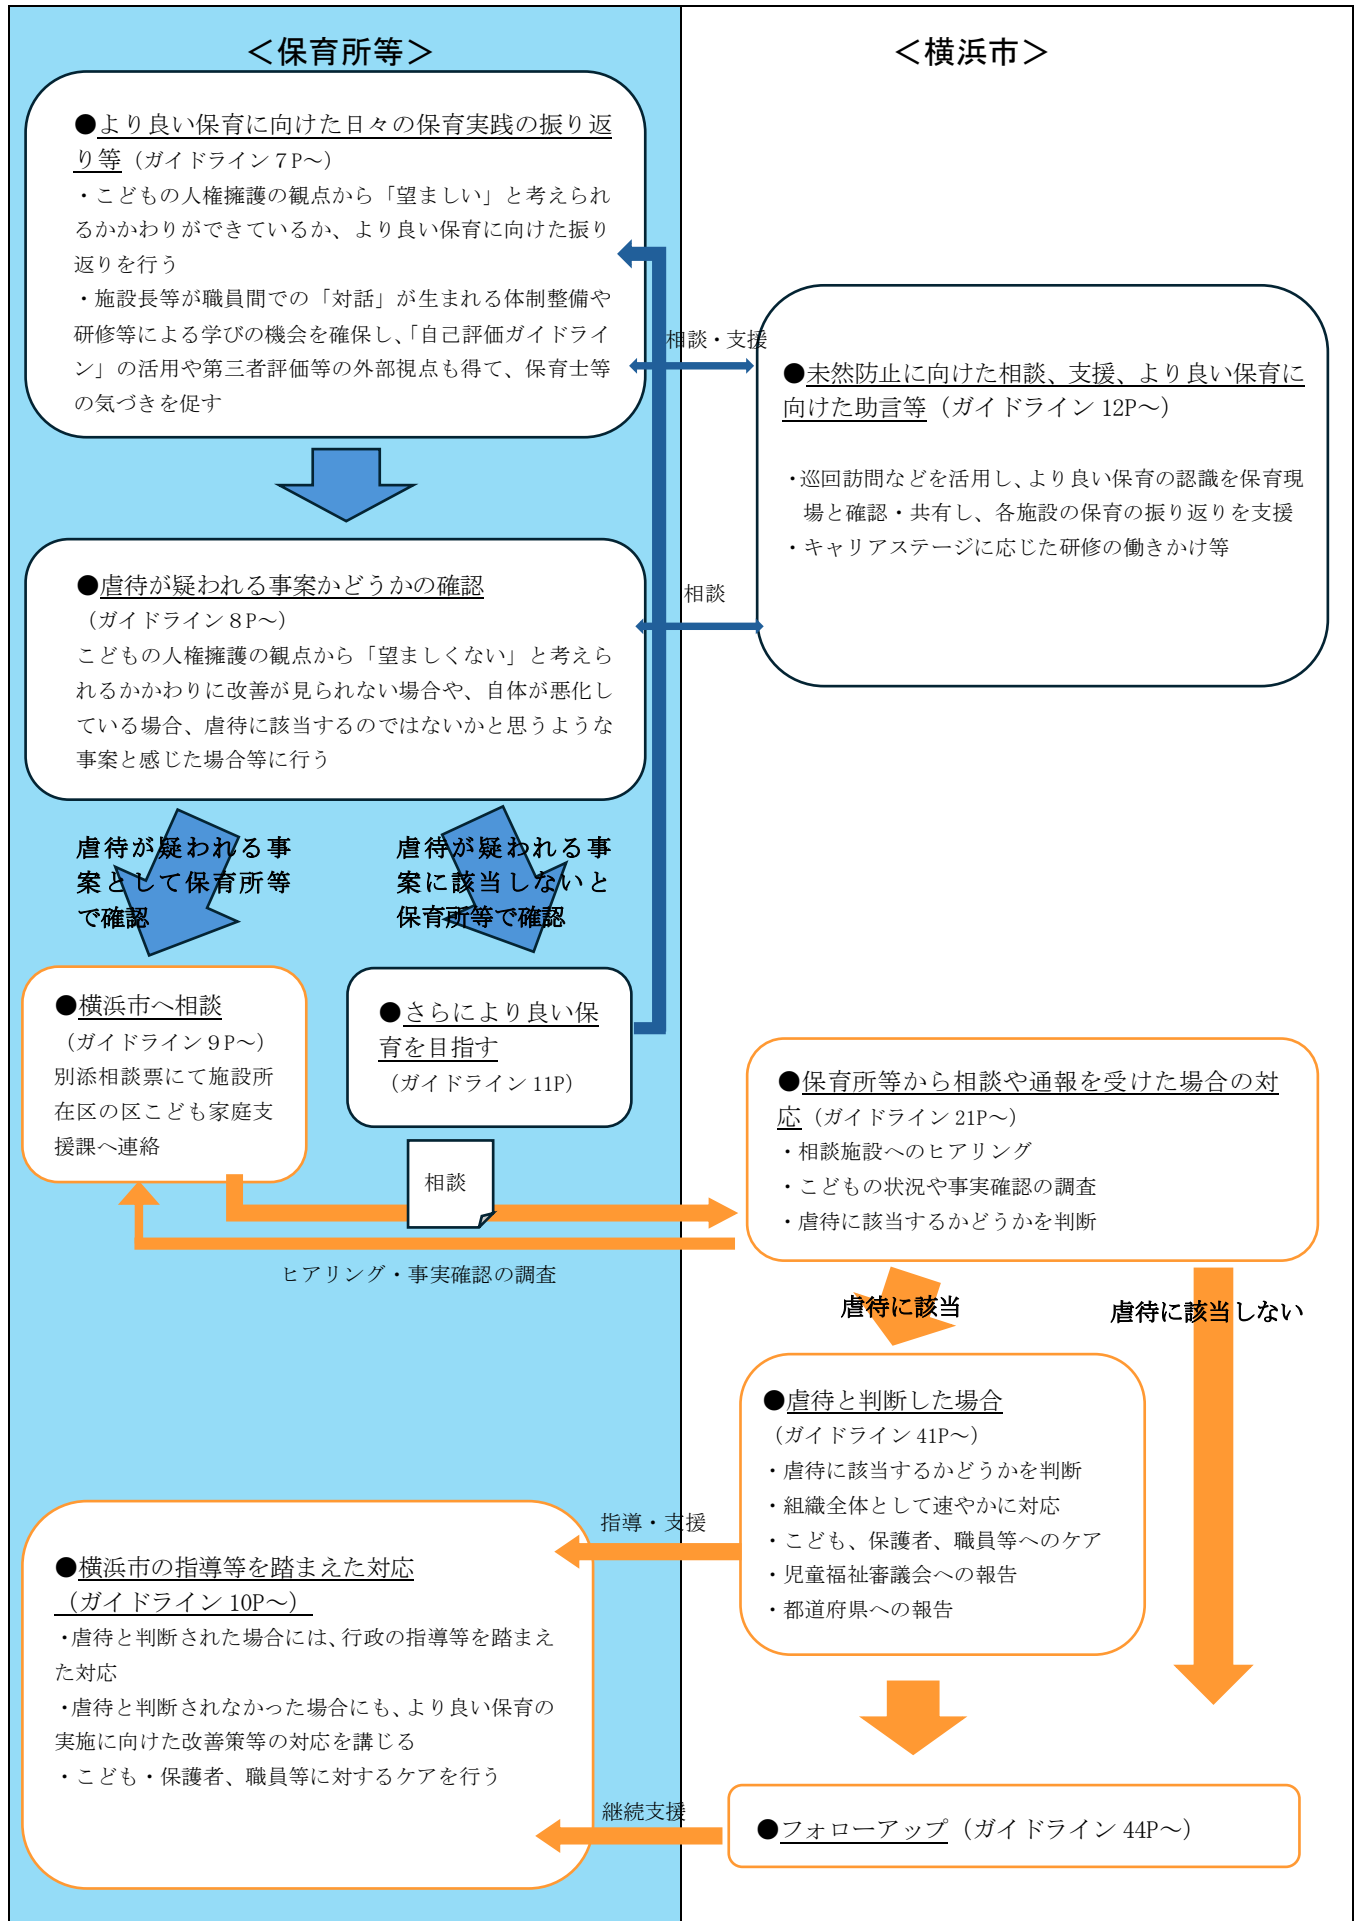 ＜保育所等＞
＜横浜市＞
●より良い保育に向けた日々の保育実践の振り返
り等（ガイドライン７P～）
・こどもの人権擁護の観点から「望ましい」と考えられ
るかかわりができているか、より良い保育に向けた振り
返りを行う
・施設長等が職員間での「対話」が生まれる体制整備や
研修等による学びの機会を確保し、「自己評価ガイドライ
ン」の活用や第三者評価等の外部視点も得て、保育士等
の気づきを促す
相談・支援
●未然防止に向けた相談、支援、より良い保育に
向けた助言等（ガイドライン 12P～）
・巡回訪問などを活用し、より良い保育の認識を保育現
場と確認・共有し、各施設の保育の振り返りを支援
・キャリアステージに応じた研修の働きかけ等
●虐待が疑われる事案かどうかの確認
（ガイドライン８P～）
こどもの人権擁護の観点から「望ましくない」と考えら
れるかかわりに改善が見られない場合や、自体が悪化し
ている場合、虐待に該当するのではないかと思うような
事案と感じた場合等に行う
相談
虐待が疑われる事
案として保育所等
で確認
虐待が疑われる事
案に該当しないと
保育所等で確認
●横浜市へ相談
（ガイドライン９P～）
別添相談票にて施設所
在区の区こども家庭支
援課へ連絡
●さらにより良い保
育を目指す
（ガイドライン 11P）
相談
ヒアリング・事実確認の調査
●保育所等から相談や通報を受けた場合の対
応（ガイドライン 21P～）
・相談施設へのヒアリング
・こどもの状況や事実確認の調査
・虐待に該当するかどうかを判断
虐待に該当
虐待に該当しない
●虐待と判断した場合
（ガイドライン 41P～）
・虐待に該当するかどうかを判断
・組織全体として速やかに対応
・こども、保護者、職員等へのケア
・児童福祉審議会への報告
・都道府県への報告
指導・支援
●横浜市の指導等を踏まえた対応
（ガイドライン 10P～）
・虐待と判断された場合には、行政の指導等を踏まえ
た対応
・虐待と判断されなかった場合にも、より良い保育の
実施に向けた改善策等の対応を講じる
・こども・保護者、職員等に対するケアを行う
継続支援
●フォローアップ（ガイドライン 44P～）